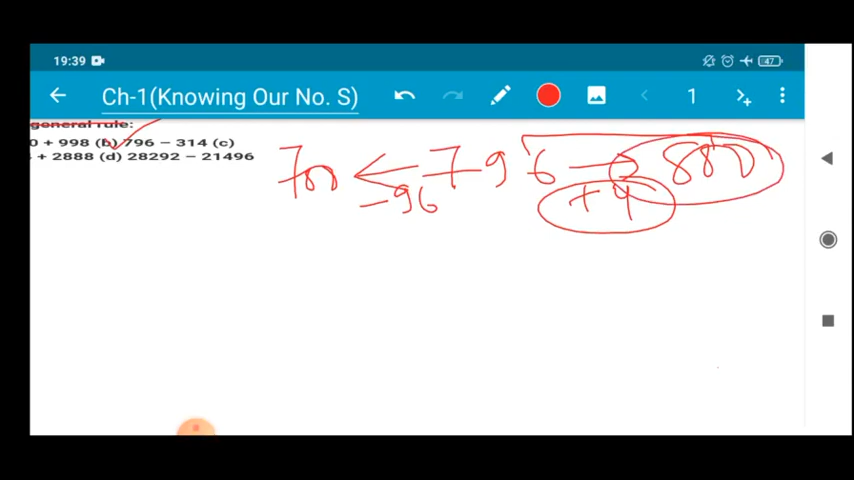 19:39
47
Ch-1(Knowing Our No. S)
1
general rule:
0 + 998 (b) 796 − 314 (c)
+ 2888 (d) 28292 − 21496
700 ← 796 → 800
−96 +4